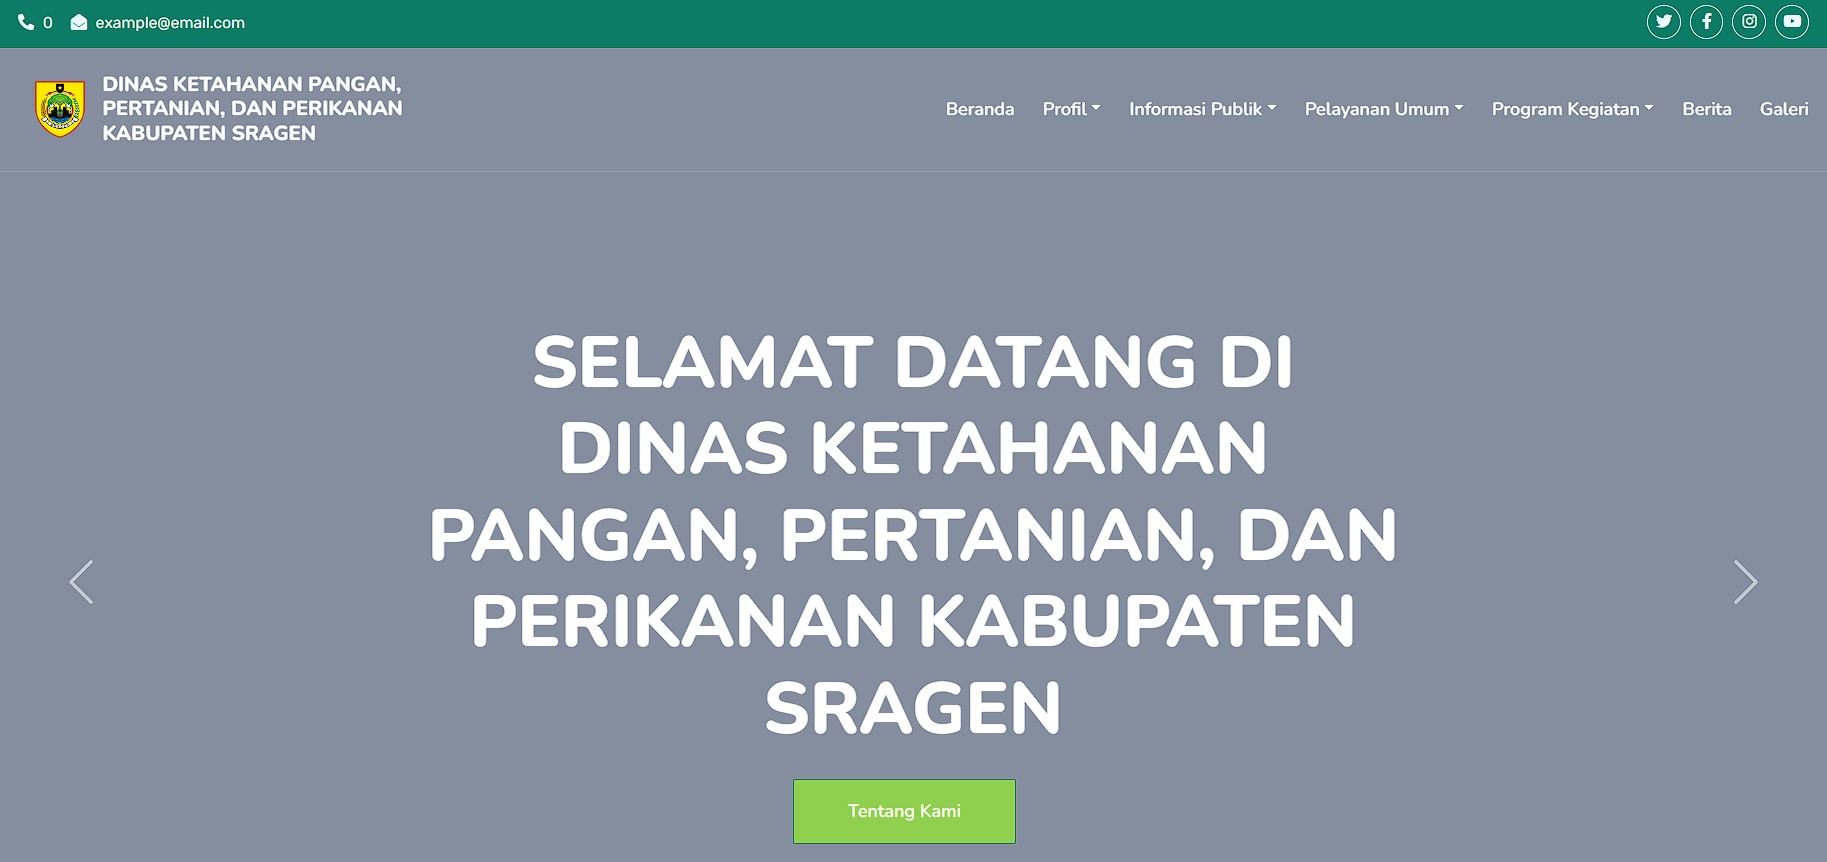 0 example@email.com
DINAS KETAHANAN PANGAN,
PERTANIAN, DAN PERIKANAN
KABUPATEN SRAGEN
Beranda Profil Informasi Publik Pelayanan Umum Program Kegiatan Berita Galeri
SELAMAT DATANG DI
DINAS KETAHANAN
PANGAN, PERTANIAN, DAN
PERIKANAN KABUPATEN
SRAGEN
Tentang Kami